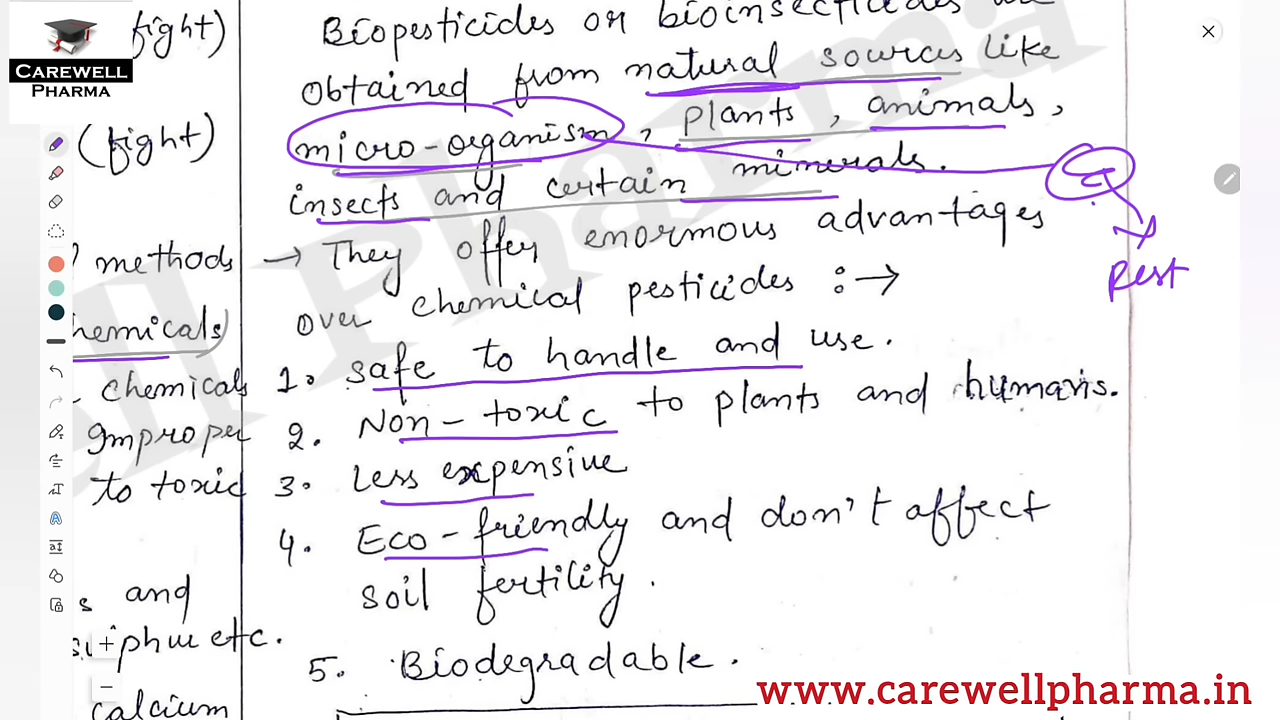 CAREWELL
PHARMA
fight)
(fight)
methods
hemicals)
chemicals
Improper
to toxic
and
etc.
calcium
Biopesticides or bioinsecticides
obtained from natural sources like
micro-organism, plants, animals,
insects and certain minerals.
→ They offer enormous advantages
over chemical pesticides :→
1. safe to handle and use.
2. Non-toxic to plants and humans.
3. Less expensive
4. Eco-friendly and don't affect
soil fertility.
5. Biodegradable.
Pest
www.carewellpharma.in